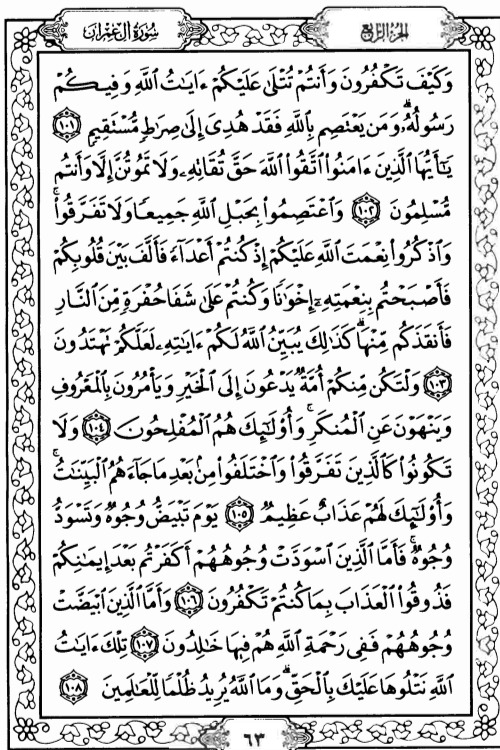 سُورَةُ آلِ عِمْرَانَ
الجُزْءُ الرَّابِعُ
وَكَيْفَ تَكْفُرُونَ وَأَنتُمْ تُتْلَىٰ عَلَيْكُمْ ءَايَٰتُ ٱللَّهِ وَفِيكُمْ
رَسُولُهُۥۗ وَمَن يَعْتَصِم بِٱللَّهِ فَقَدْ هُدِىَ إِلَىٰ صِرَٰطٍ مُّسْتَقِيمٍ ١٠١
يَٰٓأَيُّهَا ٱلَّذِينَ ءَامَنُوا۟ ٱتَّقُوا۟ ٱللَّهَ حَقَّ تُقَاتِهِۦ وَلَا تَمُوتُنَّ إِلَّا وَأَنتُم
مُّسْلِمُونَ ١٠٢ وَٱعْتَصِمُوا۟ بِحَبْلِ ٱللَّهِ جَمِيعًا وَلَا تَفَرَّقُوا۟ۚ
وَٱذْكُرُوا۟ نِعْمَتَ ٱللَّهِ عَلَيْكُمْ إِذْ كُنتُمْ أَعْدَآءً فَأَلَّفَ بَيْنَ قُلُوبِكُمْ
فَأَصْبَحْتُم بِنِعْمَتِهِۦٓ إِخْوَٰنًا وَكُنتُمْ عَلَىٰ شَفَا حُفْرَةٍ مِّنَ ٱلنَّارِ
فَأَنقَذَكُم مِّنْهَاۗ كَذَٰلِكَ يُبَيِّنُ ٱللَّهُ لَكُمْ ءَايَٰتِهِۦ لَعَلَّكُمْ تَهْتَدُونَ
١٠٣ وَلْتَكُن مِّنكُمْ أُمَّةٌ يَدْعُونَ إِلَى ٱلْخَيْرِ وَيَأْمُرُونَ بِٱلْمَعْرُوفِ
وَيَنْهَوْنَ عَنِ ٱلْمُنكَرِۚ وَأُو۟لَٰٓئِكَ هُمُ ٱلْمُفْلِحُونَ ١٠٤ وَلَا
تَكُونُوا۟ كَٱلَّذِينَ تَفَرَّقُوا۟ وَٱخْتَلَفُوا۟ مِنۢ بَعْدِ مَا جَآءَهُمُ ٱلْبَيِّنَٰتُۚ
وَأُو۟لَٰٓئِكَ لَهُمْ عَذَابٌ عَظِيمٌ ١٠٥ يَوْمَ تَبْيَضُّ وُجُوهٌ وَتَسْوَدُّ
وُجُوهٌۚ فَأَمَّا ٱلَّذِينَ ٱسْوَدَّتْ وُجُوهُهُمْ أَكَفَرْتُم بَعْدَ إِيمَٰنِكُمْ
فَذُوقُوا۟ ٱلْعَذَابَ بِمَا كُنتُمْ تَكْفُرُونَ ١٠٦ وَأَمَّا ٱلَّذِينَ ٱبْيَضَّتْ
وُجُوهُهُمْ فَفِى رَحْمَةِ ٱللَّهِ هُمْ فِيهَا خَٰلِدُونَ ١٠٧ تِلْكَ ءَايَٰتُ
ٱللَّهِ نَتْلُوهَا عَلَيْكَ بِٱلْحَقِّۗ وَمَا ٱللَّهُ يُرِيدُ ظُلْمًا لِّلْعَٰلَمِينَ ١٠٨
٦٣